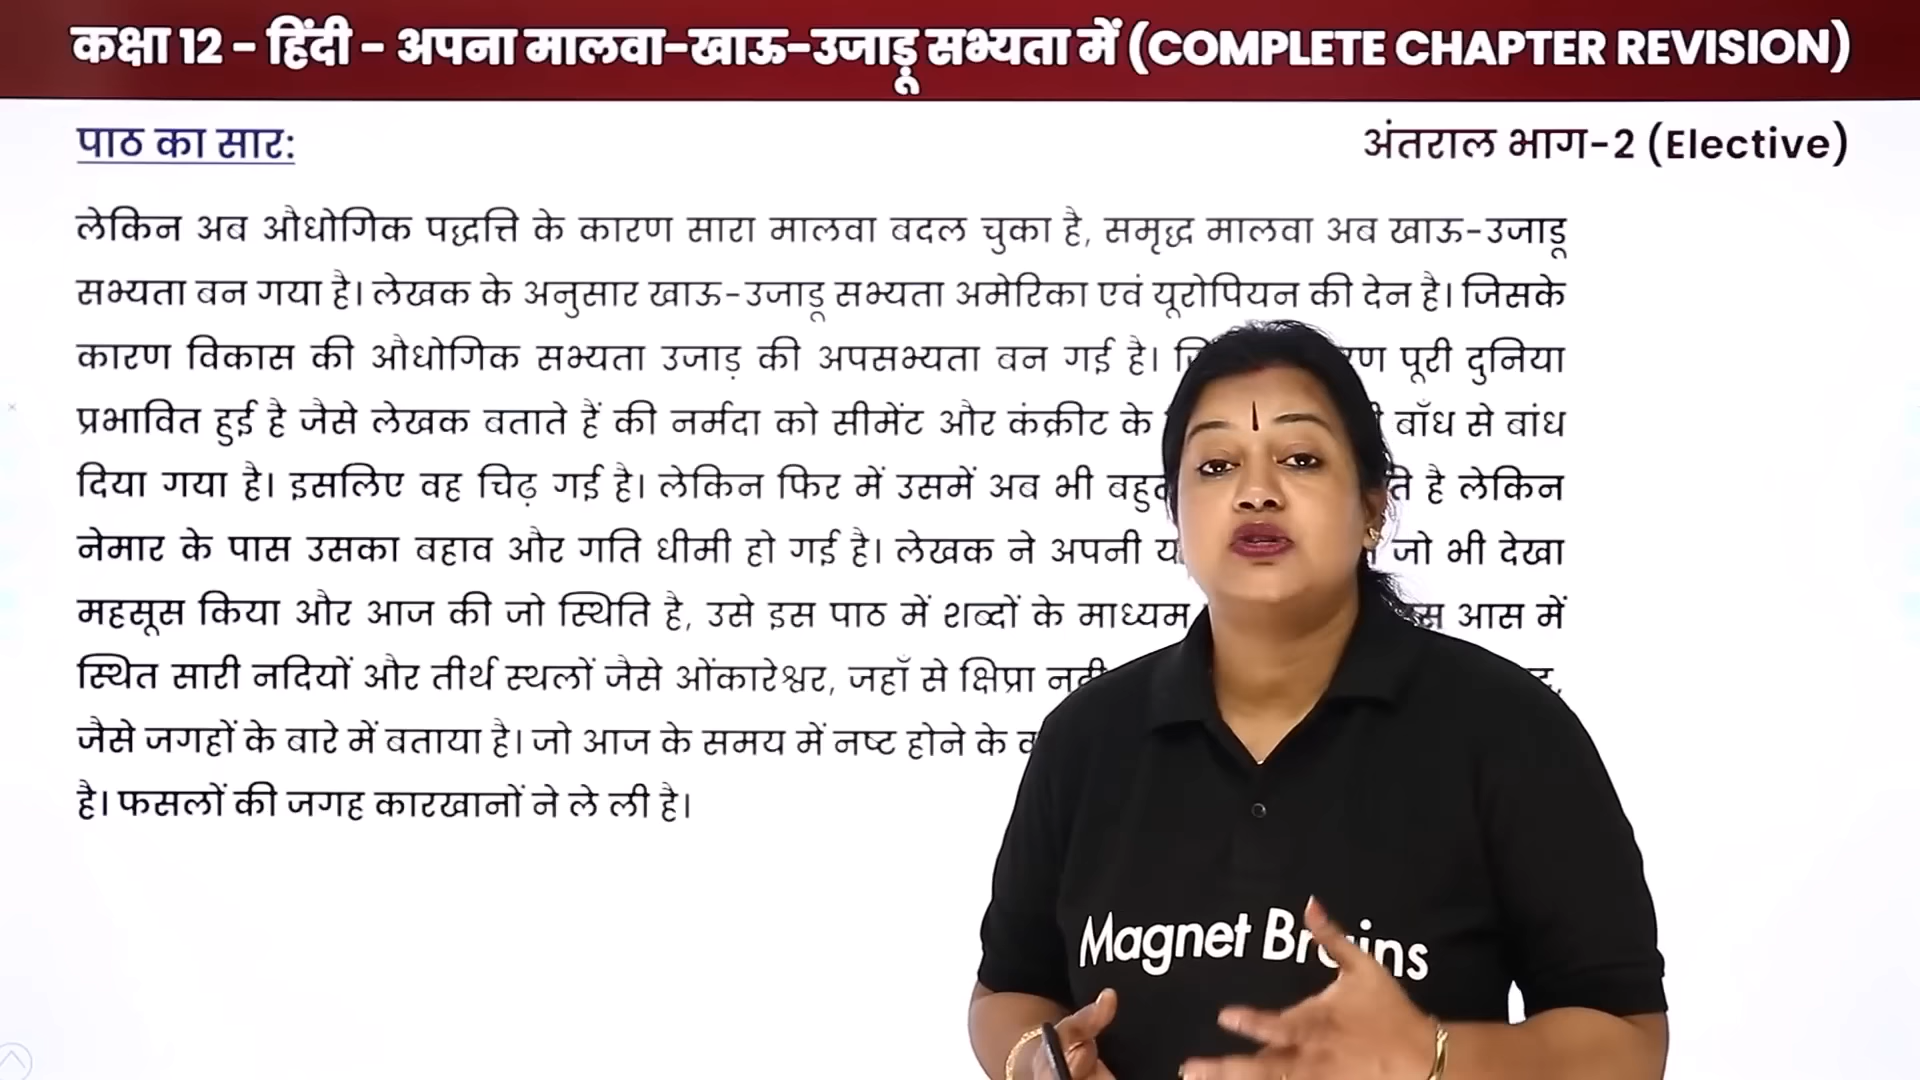 कक्षा 12 - हिंदी - अपना मालवा-खाऊ-उजाड़ू सभ्यता में (COMPLETE CHAPTER REVISION)
पाठ का सार:
अंतराल भाग-2 (Elective)
लेकिन अब औधोगिक पद्धत्ति के कारण सारा मालवा बदल चुका है, समृद्ध मालवा अब खाऊ-उजाडू
सभ्यता बन गया है। लेखक के अनुसार खाऊ-उजाडू सभ्यता अमेरिका एवं यूरोपियन की देन है। जिसके
कारण विकास की औधोगिक सभ्यता उजाड़ की अपसभ्यता बन गई है। पूरी दुनिया
प्रभावित हुई है जैसे लेखक बताते हैं की नर्मदा को सीमेंट और कंक्रीट के बाँध से बांध
दिया गया है। इसलिए वह चिढ़ गई है। लेकिन फिर में उसमें अब भी है लेकिन
नेमार के पास उसका बहाव और गति धीमी हो गई है। लेखक ने अपनी जो भी देखा
महसूस किया और आज की जो स्थिति है, उसे इस पाठ में शब्दों के माध्यम आस में
स्थित सारी नदियों और तीर्थ स्थलों जैसे ओंकारेश्वर, जहाँ से क्षिप्रा
जैसे जगहों के बारे में बताया है। जो आज के समय में नष्ट होने के
है। फसलों की जगह कारखानों ने ले ली है।
Magnet Brains